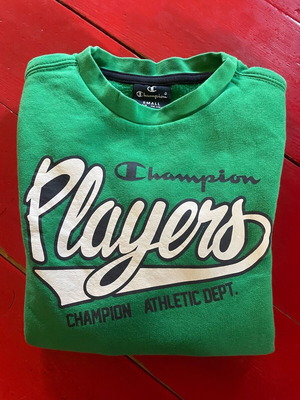 Champion
SMALL
Champion
Players
CHAMPION ATHLETIC DEPT.